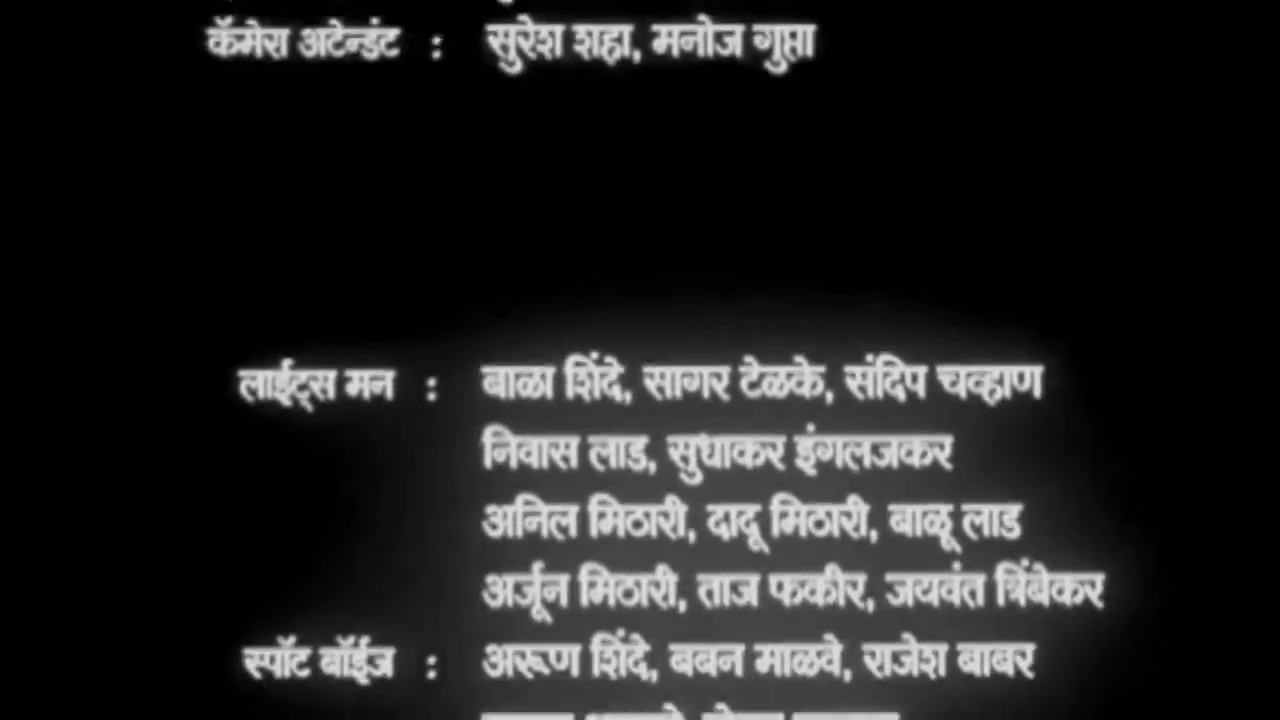 कॅमेरा अटेन्डंट : सुरेश शहा, मनोज गुप्ता
लाईट्स मन : बाळा शिंदे, सागर टेळके, संदिप चव्हाण
निवास लाड, सुधाकर इंगलजकर
अनिल मिठारी, दादू मिठारी, बाळू लाड
अर्जून मिठारी, ताज फकीर, जयवंत त्रिंबेकर
स्पॉट बॉईज : अरूण शिंदे, बबन माळवे, राजेश बाबर